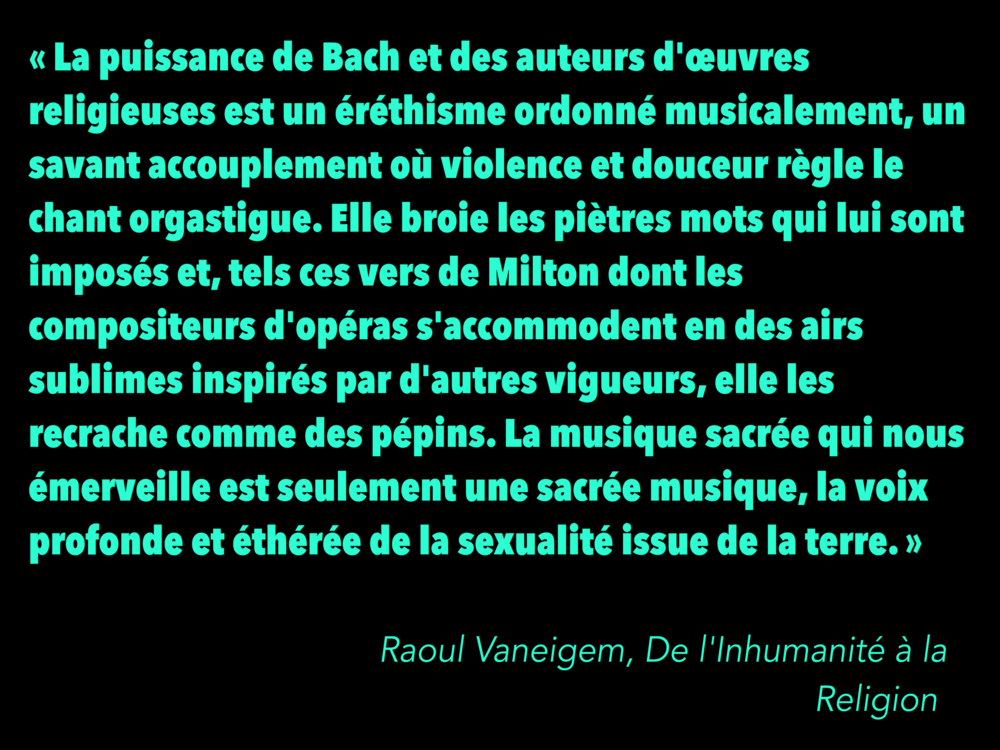 « La puissance de Bach et des auteurs d'œuvres
religieuses est un éréthisme ordonné musicalement, un
savant accouplement où violence et douceur règle le
chant orgastigue. Elle broie les piètres mots qui lui sont
imposés et, tels ces vers de Milton dont les
compositeurs d'opéras s'accommodent en des airs
sublimes inspirés par d'autres vigueurs, elle les
recrache comme des pépins. La musique sacrée qui nous
émerveille est seulement une sacrée musique, la voix
profonde et éthérée de la sexualité issue de la terre. »
Raoul Vaneigem, De l'Inhumanité à la
Religion